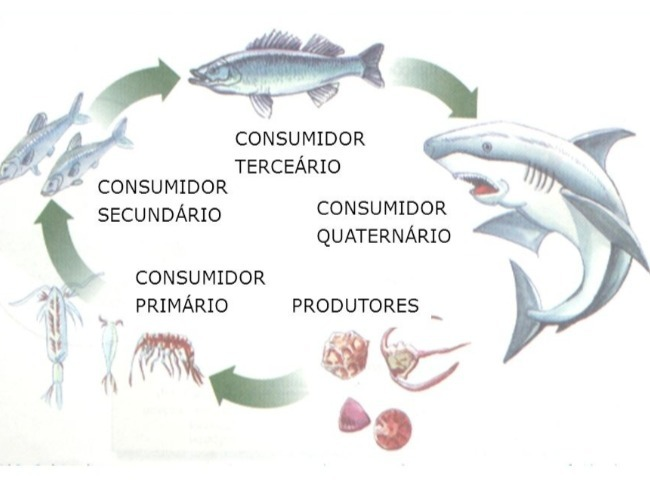 CONSUMIDOR
TERCEÁRIO
CONSUMIDOR
SECUNDÁRIO
CONSUMIDOR
QUATERNÁRIO
CONSUMIDOR
PRIMÁRIO
PRODUTORES